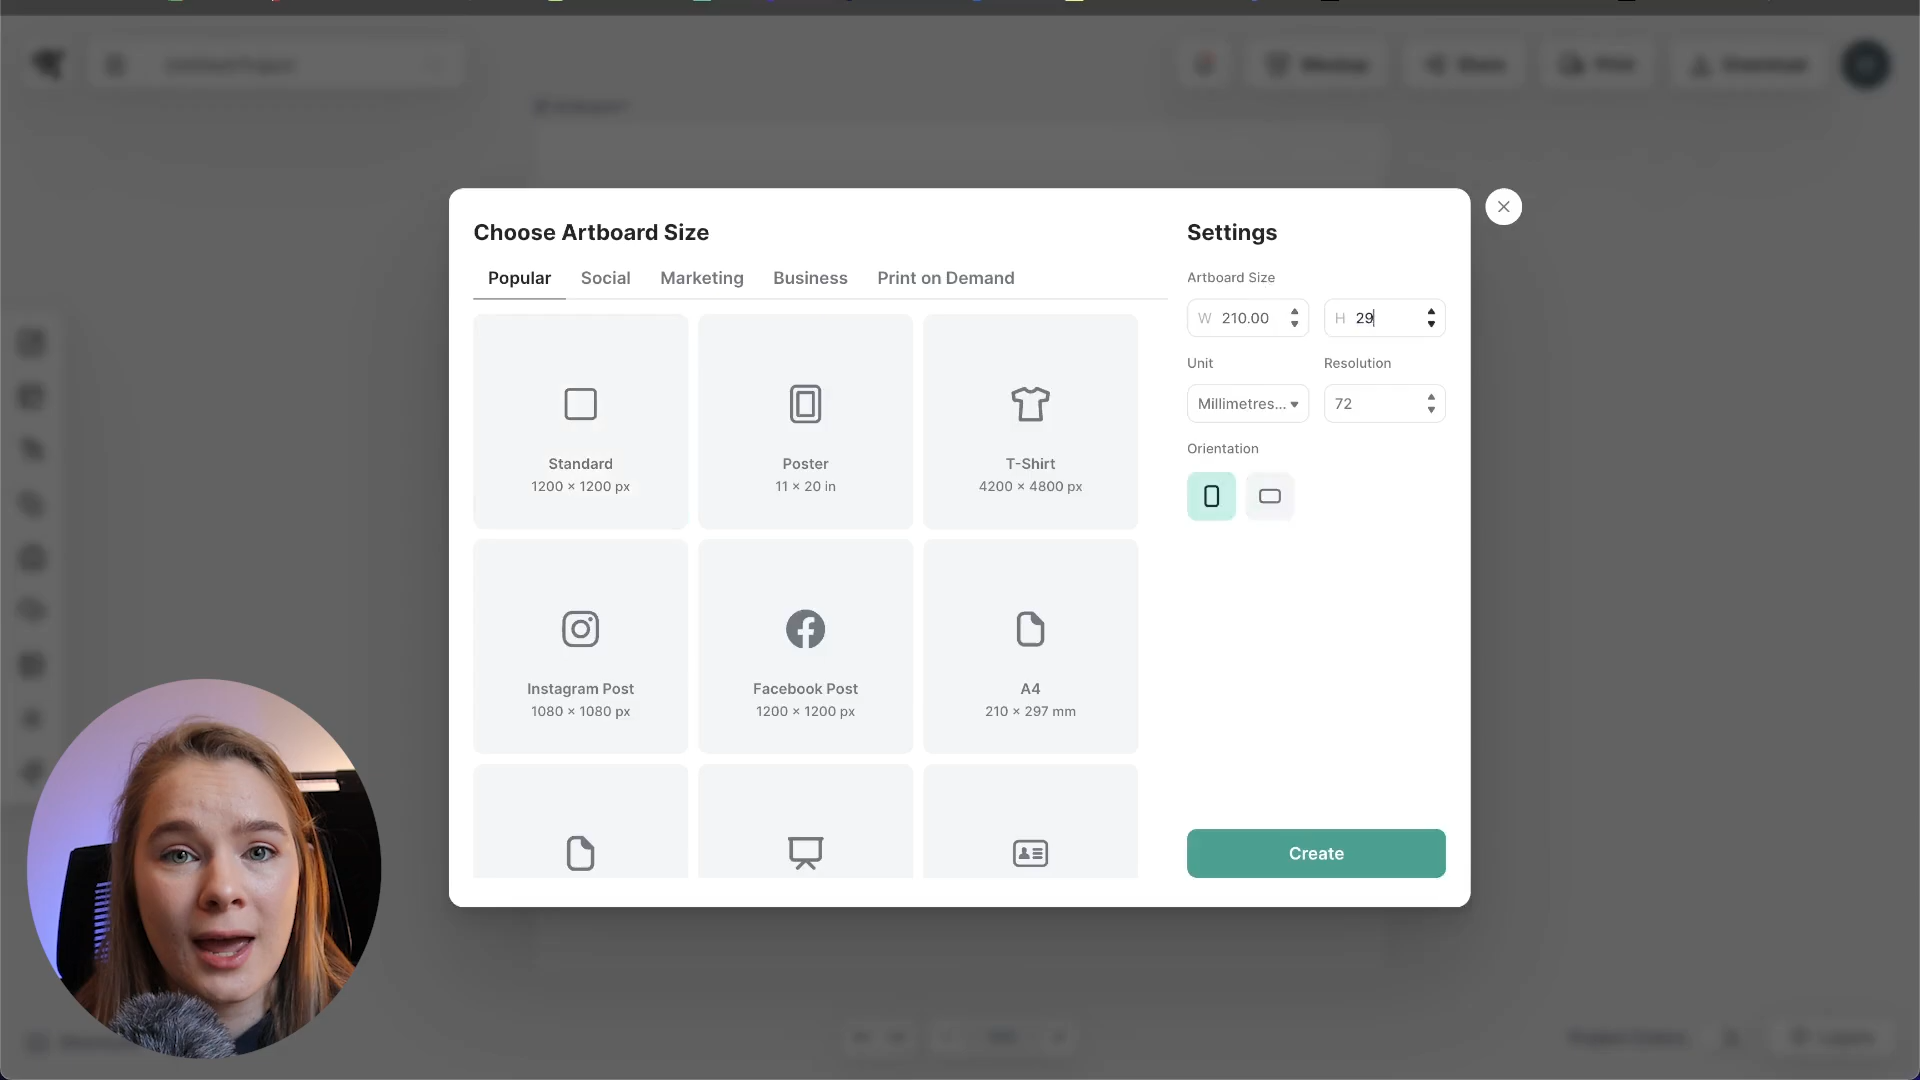 Choose Artboard Size
Popular Social Marketing Business Print on Demand
Standard
1200 × 1200 px
Poster
11 × 20 in
T-Shirt
4200 × 4800 px
Instagram Post
1080 × 1080 px
Facebook Post
1200 × 1200 px
A4
210 × 297 mm
Settings
Artboard Size
W 210.00 H 29
Unit Resolution
Millimetres... 72
Orientation
Create